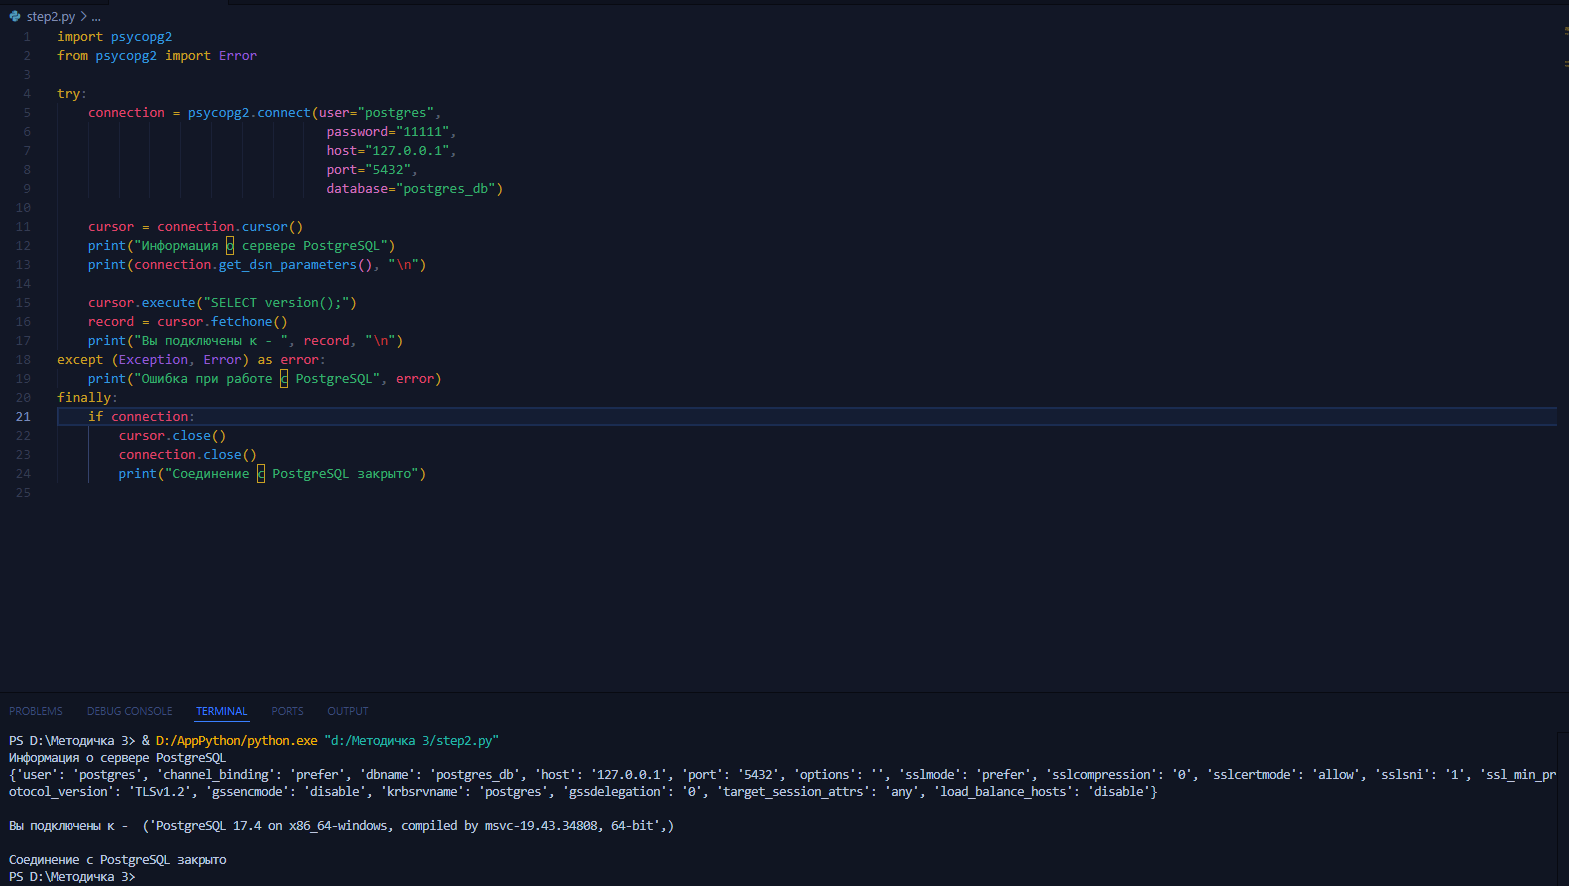 step2.py > ...
1 import psycopg2
2 from psycopg2 import Error
3
4 try:
5     connection = psycopg2.connect(user="postgres",
6                                   password="11111",
7                                   host="127.0.0.1",
8                                   port="5432",
9                                   database="postgres_db")
10
11     cursor = connection.cursor()
12     print("Информация о сервере PostgreSQL")
13     print(connection.get_dsn_parameters(), "\n")
14
15     cursor.execute("SELECT version();")
16     record = cursor.fetchone()
17     print("Вы подключены к - ", record, "\n")
18 except (Exception, Error) as error:
19     print("Ошибка при работе с PostgreSQL", error)
20 finally:
21     if connection:
22         cursor.close()
23         connection.close()
24         print("Соединение с PostgreSQL закрыто")
25
PROBLEMS DEBUG CONSOLE TERMINAL PORTS OUTPUT
PS D:\Методичка 3> & D:/AppPython/python.exe "d:/Методичка 3/step2.py"
Информация о сервере PostgreSQL
{'user': 'postgres', 'channel_binding': 'prefer', 'dbname': 'postgres_db', 'host': '127.0.0.1', 'port': '5432', 'options': '', 'sslmode': 'prefer', 'sslcompression': '0', 'sslcertmode': 'allow', 'sslsni': '1', 'ssl_min_pr
otocol_version': 'TLSv1.2', 'gssencmode': 'disable', 'krbsrvname': 'postgres', 'gssdelegation': '0', 'target_session_attrs': 'any', 'load_balance_hosts': 'disable'}
Вы подключены к -  ('PostgreSQL 17.4 on x86_64-windows, compiled by msvc-19.43.34808, 64-bit',)
Соединение с PostgreSQL закрыто
PS D:\Методичка 3>